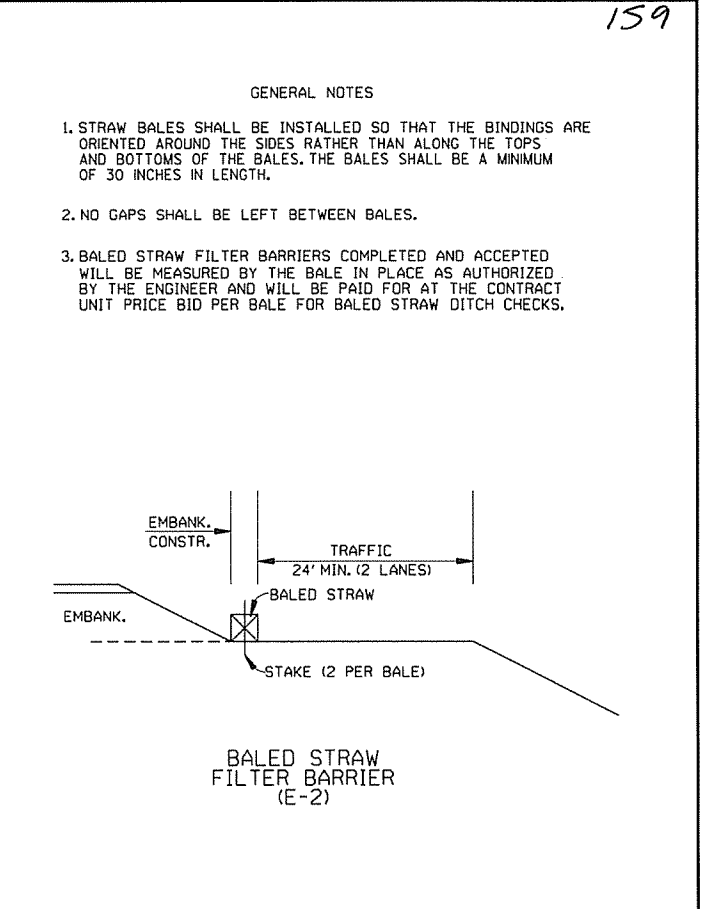 159
GENERAL NOTES
1. STRAW BALES SHALL BE INSTALLED SO THAT THE BINDINGS ARE
ORIENTED AROUND THE SIDES RATHER THAN ALONG THE TOPS
AND BOTTOMS OF THE BALES. THE BALES SHALL BE A MINIMUM
OF 30 INCHES IN LENGTH.
2. NO GAPS SHALL BE LEFT BETWEEN BALES.
3. BALED STRAW FILTER BARRIERS COMPLETED AND ACCEPTED
WILL BE MEASURED BY THE BALE IN PLACE AS AUTHORIZED
BY THE ENGINEER AND WILL BE PAID FOR AT THE CONTRACT
UNIT PRICE BID PER BALE FOR BALED STRAW DITCH CHECKS.
EMBANK.
CONSTR.
TRAFFIC
24' MIN. (2 LANES)
BALED STRAW
EMBANK.
STAKE (2 PER BALE)
BALED STRAW
FILTER BARRIER
(E-2)